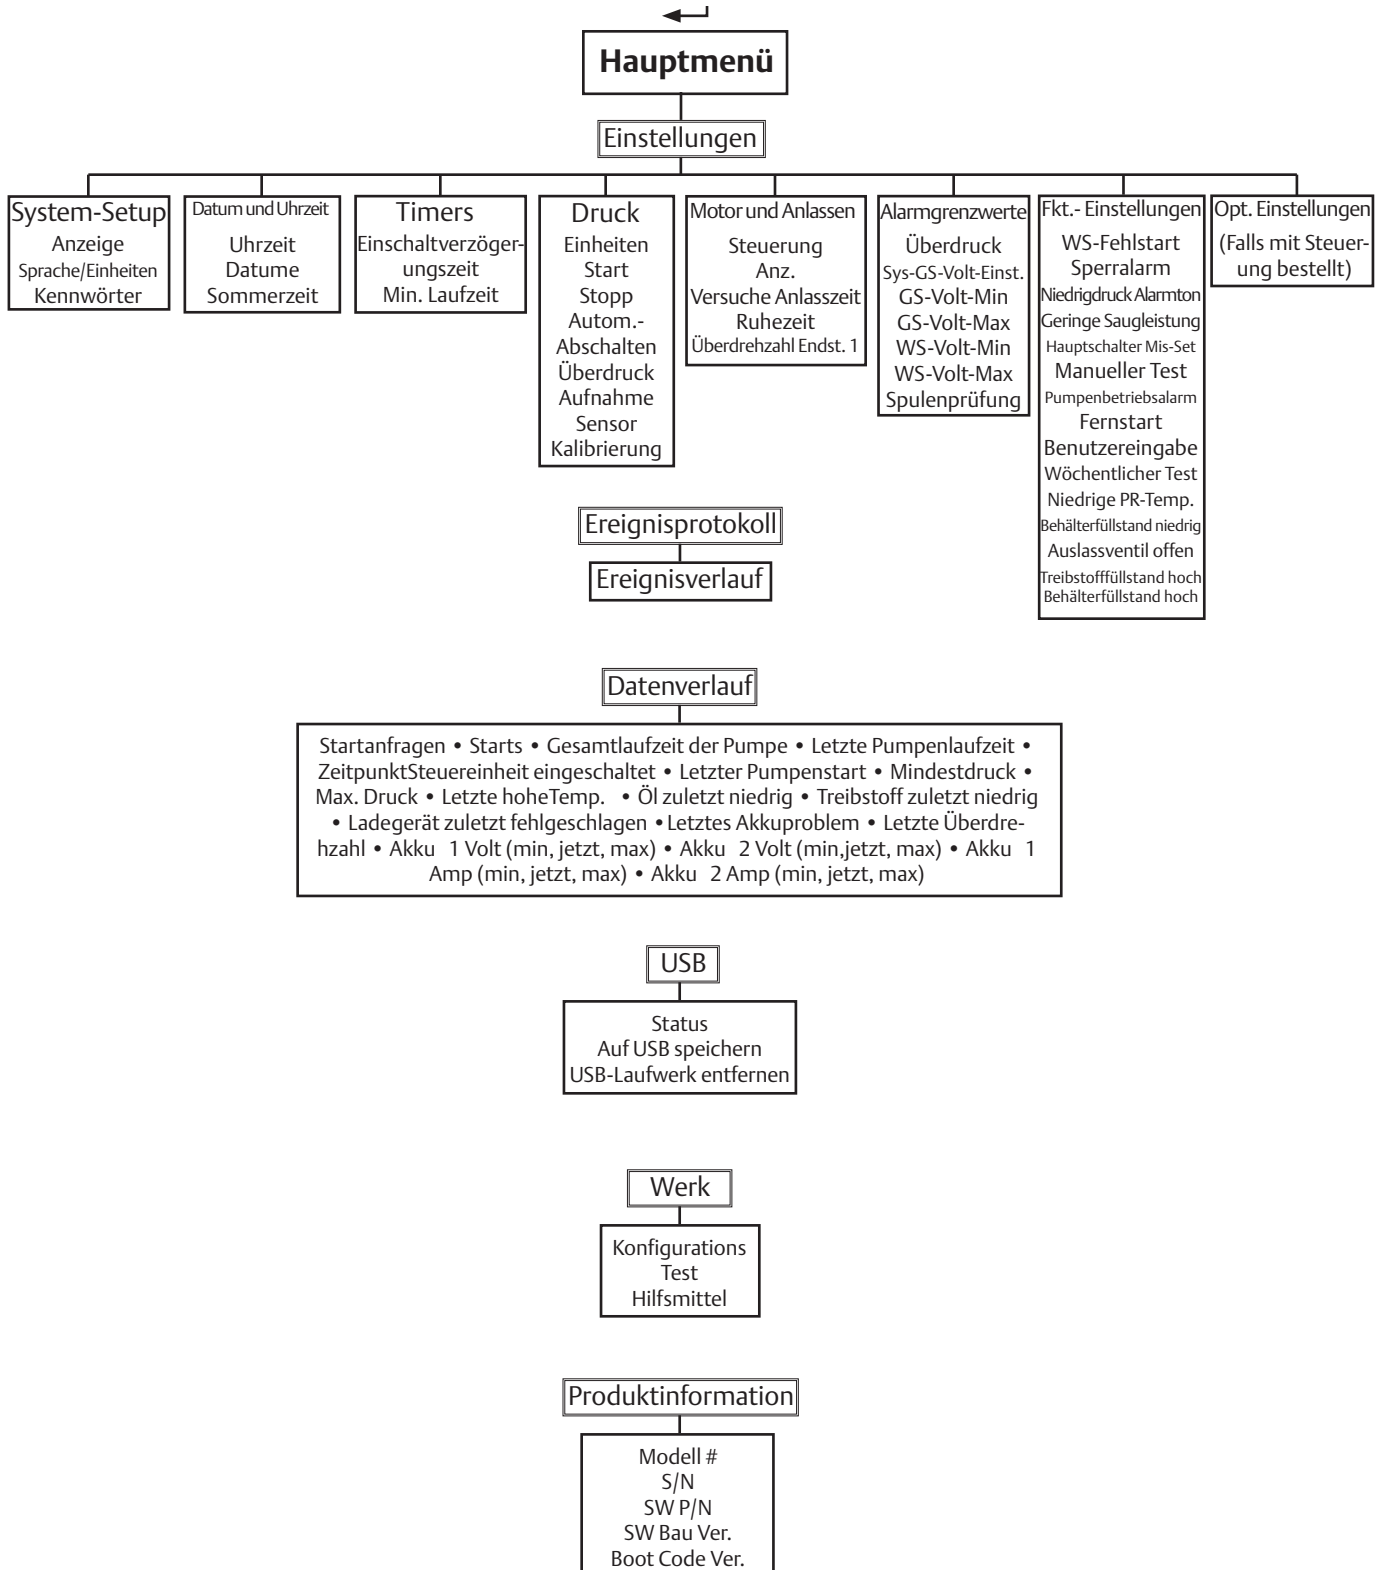 Hauptmenü
Einstellungen
System-Setup
Anzeige
Sprache/Einheiten
Kennwörter
Datum und Uhrzeit
Uhrzeit
Datume
Sommerzeit
Timers
Einschaltverzöger-
ungszeit
Min. Laufzeit
Druck
Einheiten
Start
Stopp
Autom.-
Abschalten
Überdruck
Aufnahme
Sensor
Kalibrierung
Motor und Anlassen
Steuerung
Anz.
Versuche Anlasszeit
Ruhezeit
Überdrehzahl Endst. 1
Alarmgrenzwerte
Überdruck
Sys-GS-Volt-Einst.
GS-Volt-Min
GS-Volt-Max
WS-Volt-Min
WS-Volt-Max
Spulenprüfung
Fkt.- Einstellungen
WS-Fehlstart
Sperralarm
Niedrigdruck Alarmton
Geringe Saugleistung
Hauptschalter Mis-Set
Manueller Test
Pumpenbetriebsalarm
Fernstart
Benutzereingabe
Wöchentlicher Test
Niedrige PR-Temp.
Behälterfüllstand niedrig
Auslassventil offen
Treibstofffüllstand hoch
Behälterfüllstand hoch
Opt. Einstellungen
(Falls mit Steuer-
ung bestellt)
Ereignisprotokoll
Ereignisverlauf
Datenverlauf
Startanfragen • Starts • Gesamtlaufzeit der Pumpe • Letzte Pumpenlaufzeit •
ZeitpunktSteuereinheit eingeschaltet • Letzter Pumpenstart • Mindestdruck •
Max. Druck • Letzte hoheTemp. • Öl zuletzt niedrig • Treibstoff zuletzt niedrig
• Ladegerät zuletzt fehlgeschlagen • Letztes Akkuproblem • Letzte Überdre-
hzahl • Akku 1 Volt (min, jetzt, max) • Akku 2 Volt (min,jetzt, max) • Akku 1
Amp (min, jetzt, max) • Akku 2 Amp (min, jetzt, max)
USB
Status
Auf USB speichern
USB-Laufwerk entfernen
Werk
Konfigurations
Test
Hilfsmittel
Produktinformation
Modell #
S/N
SW P/N
SW Bau Ver.
Boot Code Ver.